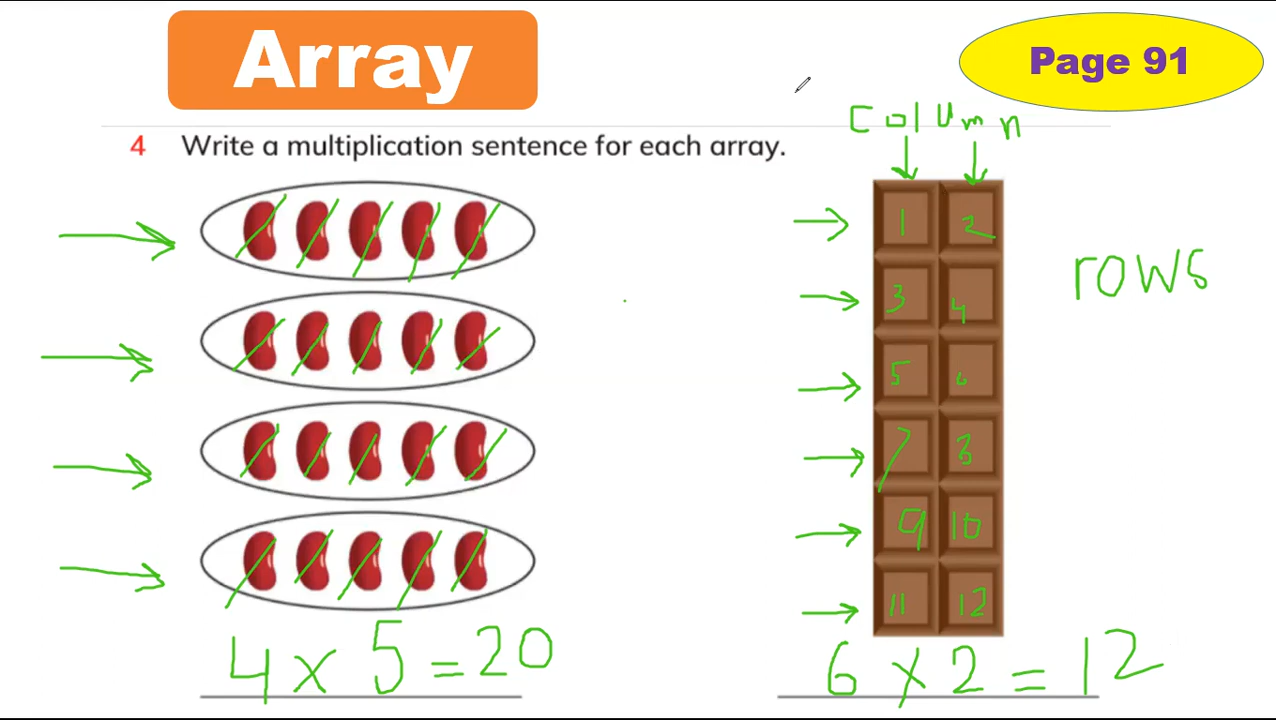 Array
Page 91
Column
4 Write a multiplication sentence for each array.
rows
1 2
3 4
5 6
7 8
9 10
11 12
4 x 5 = 20
6 x 2 = 12